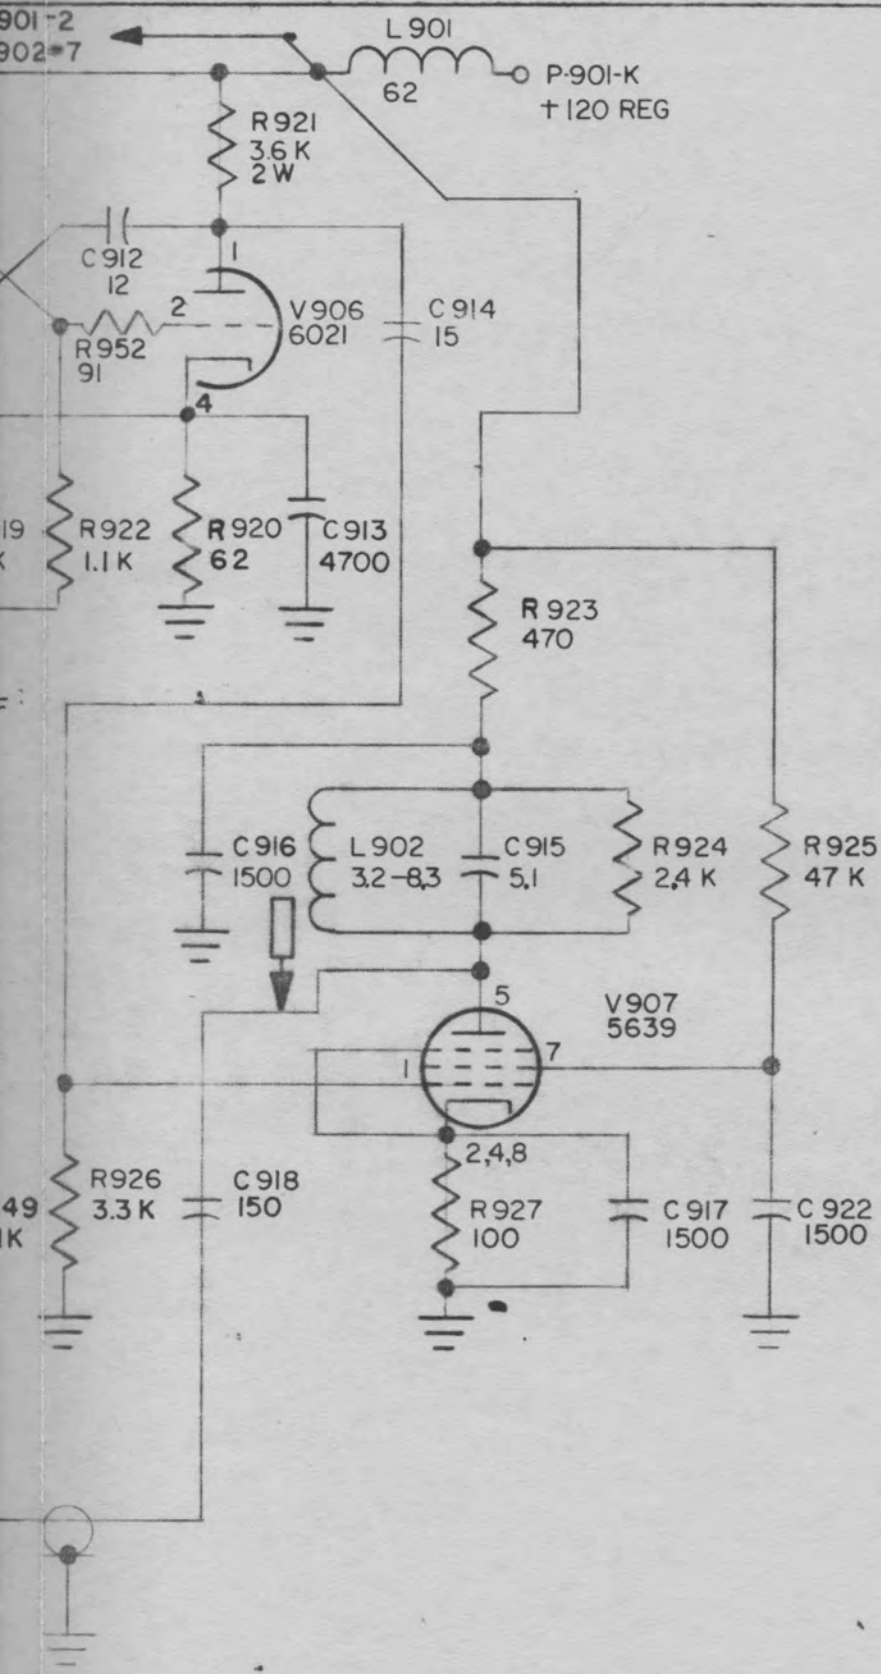 901-2
902-7
L901
62
P-901-K
+120 REG
R921
3.6 K
2 W
C912
12
1
2
V906
6021
R952
91
C914
15
4
19
K
R922
1.1 K
R920
62
C913
4700
R923
470
C916
1500
L902
3.2-8.3
C915
5.1
R924
2.4 K
R925
47 K
5
V907
5639
1
7
2,4,8
49
1K
R926
3.3 K
C918
150
R927
100
C917
1500
C922
1500